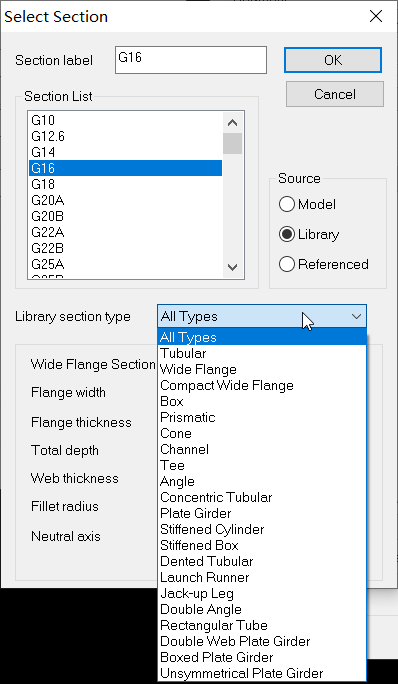 Select Section
Section label
G16
OK
Cancel
Section List
G10
G12.6
G14
G16
G18
G20A
G20B
G22A
G22B
G25A
Source
Model
Library
Referenced
Library section type
All Types
All Types
Tubular
Wide Flange
Compact Wide Flange
Box
Prismatic
Cone
Channel
Tee
Angle
Concentric Tubular
Plate Girder
Stiffened Cylinder
Stiffened Box
Dented Tubular
Launch Runner
Jack-up Leg
Double Angle
Rectangular Tube
Double Web Plate Girder
Boxed Plate Girder
Unsymmetrical Plate Girder
Wide Flange Section
Flange width
Flange thickness
Total depth
Web thickness
Fillet radius
Neutral axis